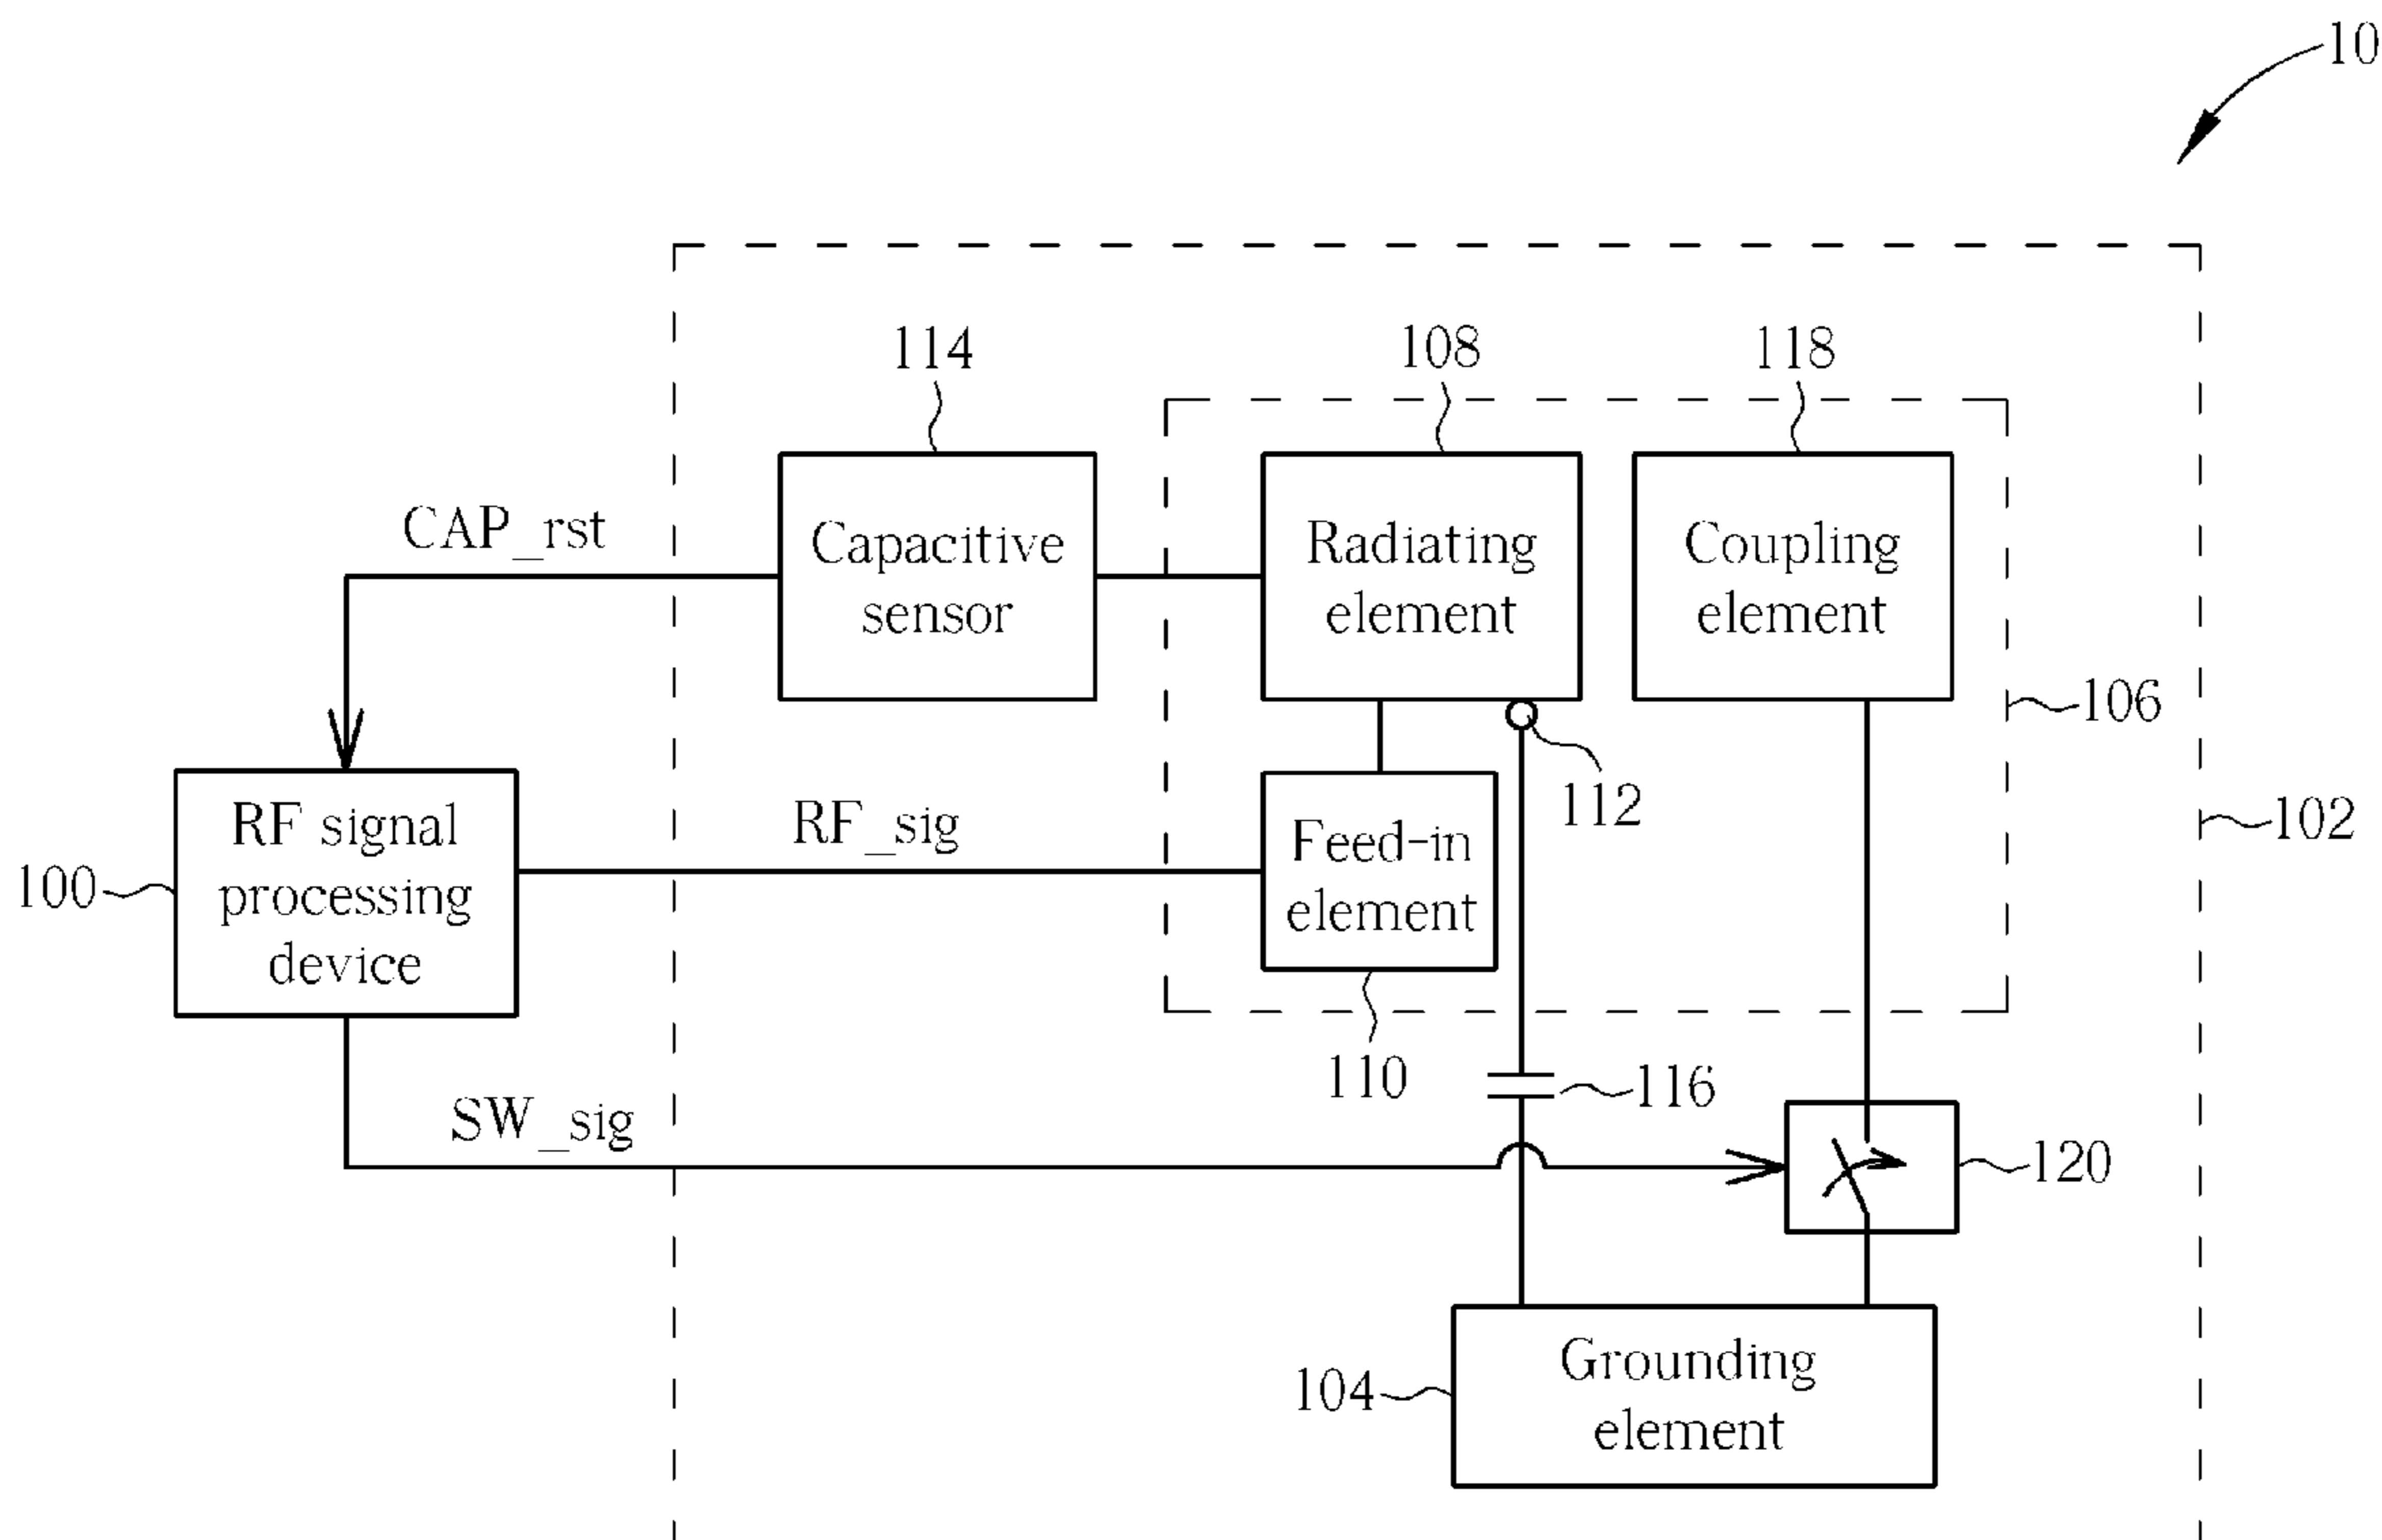 10
114
108
118
CAP_rst
Capacitive
sensor
Radiating
element
Coupling
element
106
112
RF signal
processing
device
100
RF_sig
Feed-in
element
102
110
116
SW_sig
120
Grounding
element
104